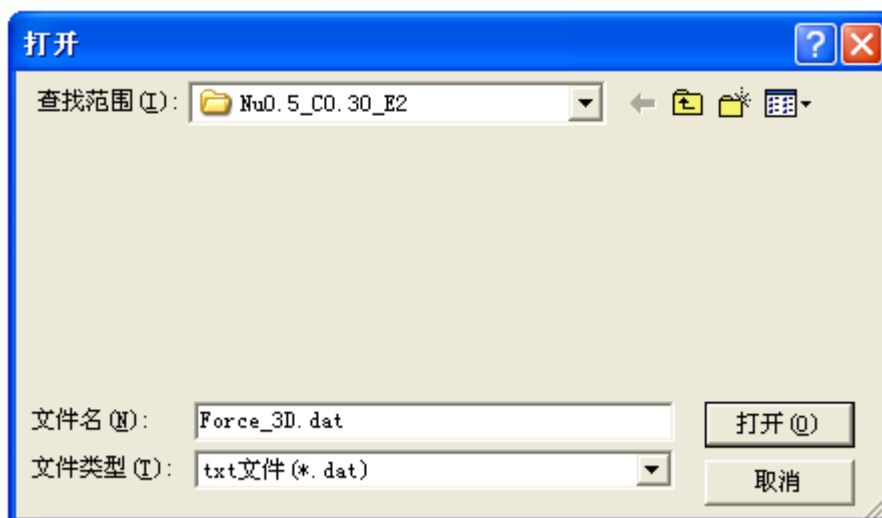 打开
查找范围(I): Nu0.5_C0.30_E2
文件名(N): Force_3D.dat 打开(O)
文件类型(T): txt文件(*.dat) 取消